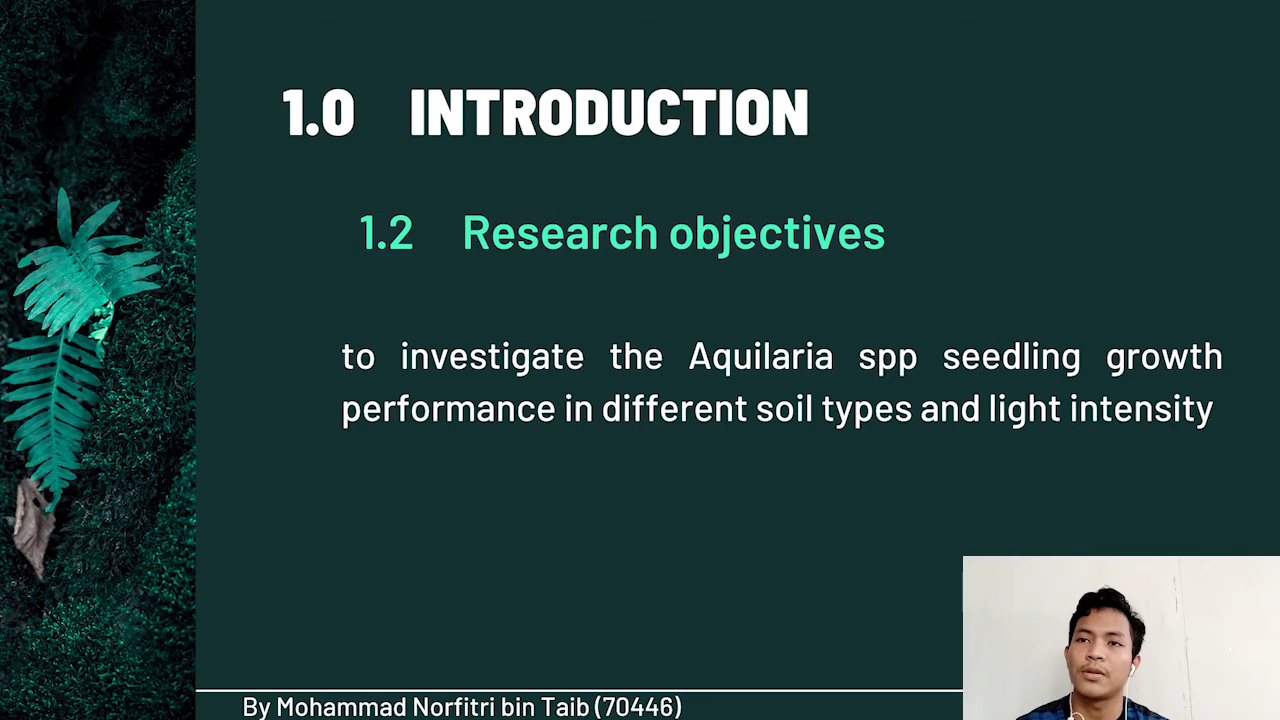 1.0 INTRODUCTION
1.2 Research objectives
to investigate the Aquilaria spp seedling growth
performance in different soil types and light intensity
By Mohammad Norfitri bin Taib (70446)